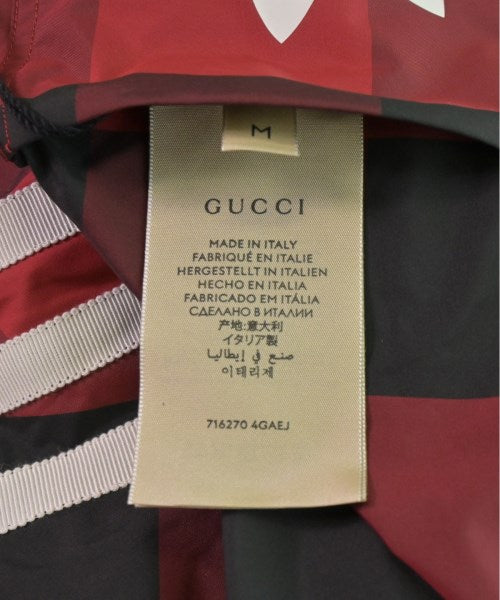 M
GUCCI
MADE IN ITALY
FABRIQUÉ EN ITALIE
HERGESTELLT IN ITALIEN
HECHO EN ITALIA
FABRICADO EM ITÁLIA
СДЕЛАНО В ИТАЛИИ
产地:意大利
イタリア製
صنع في إيطاليا
이태리제
716270 4GAEJ